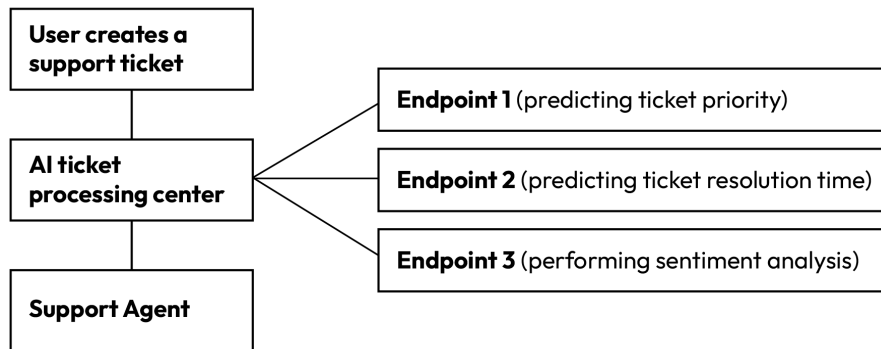 User creates a
support ticket
AI ticket
processing center
Support Agent
Endpoint 1 (predicting ticket priority)
Endpoint 2 (predicting ticket resolution time)
Endpoint 3 (performing sentiment analysis)